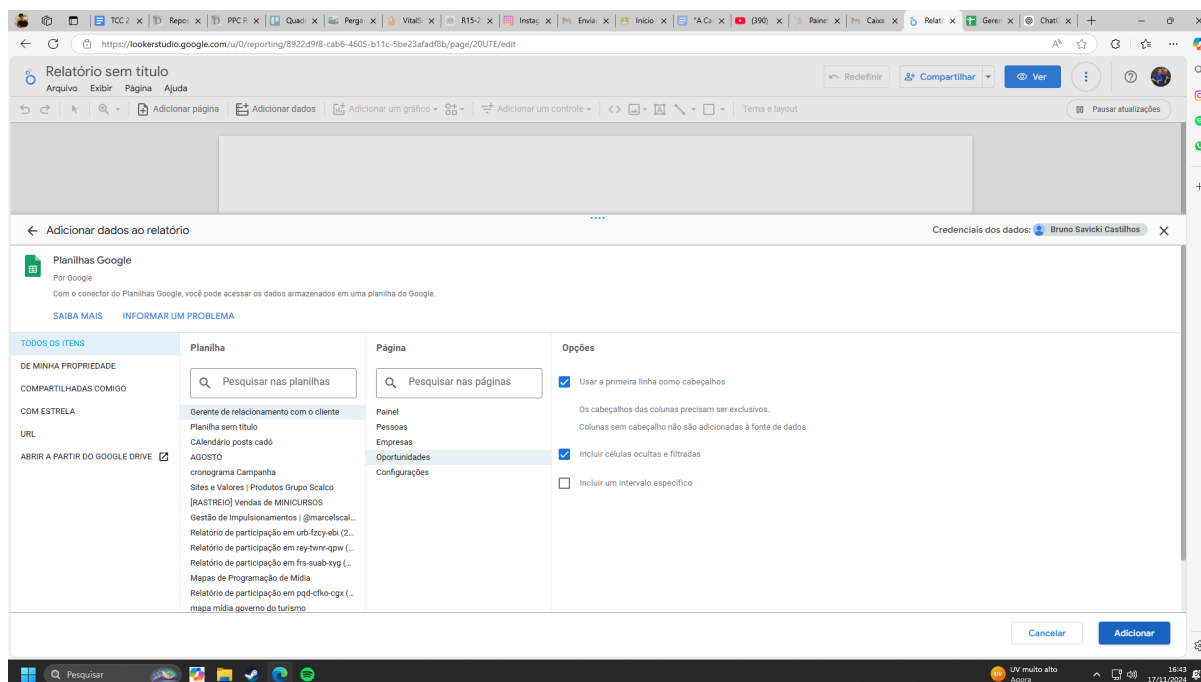 TCC 2
Repo
PPC R
Quad
Perga
VitalS
R15-2
Instag
Envia
Início
"A Ca
(390)
Paine
Caixa
Relató
Geren
ChatG
https://lookerstudio.google.com/u/0/reporting/8922d9f8-cab6-4605-b11c-5be23afadf8b/page/20UTE/edit
Relatório sem título
Arquivo Exibir Página Ajuda
Redefinir
Compartilhar
Ver
Adicionar página
Adicionar dados
Adicionar um gráfico
Adicionar um controle
Tema e layout
Pausar atualizações
Adicionar dados ao relatório
Credenciais dos dados: Bruno Savicki Castilhos
Planilhas Google
Por Google
Com o conector do Planilhas Google, você pode acessar os dados armazenados em uma planilha do Google.
SAIBA MAIS INFORMAR UM PROBLEMA
TODOS OS ITENS
DE MINHA PROPRIEDADE
COMPARTILHADAS COMIGO
COM ESTRELA
URL
ABRIR A PARTIR DO GOOGLE DRIVE
Planilha
Pesquisar nas planilhas
Gerente de relacionamento com o cliente
Planilha sem título
CAlendário posts cadó
AGOSTO
cronograma Campanha
Sites e Valores | Produtos Grupo Scalco
[RASTREIO] Vendas de MINICURSOS
Gestão de Impulsionamentos | @marcelscal...
Relatório de participação em urb-fzcy-ebi (2...
Relatório de participação em rey-twnr-qpw (...
Relatório de participação em frs-suab-xyg (...
Mapas de Programação de Mídia
Relatório de participação em pqd-cfko-cgx (...
mapa mídia governo do turismo
Página
Pesquisar nas páginas
Painel
Pessoas
Empresas
Oportunidades
Configurações
Opções
Usar a primeira linha como cabeçalhos
Os cabeçalhos das colunas precisam ser exclusivos.
Colunas sem cabeçalho não são adicionadas à fonte de dados.
Incluir células ocultas e filtradas
Incluir um intervalo específico
Cancelar
Adicionar
Pesquisar
UV
UV muito alto
Agora
16:43
17/11/2024